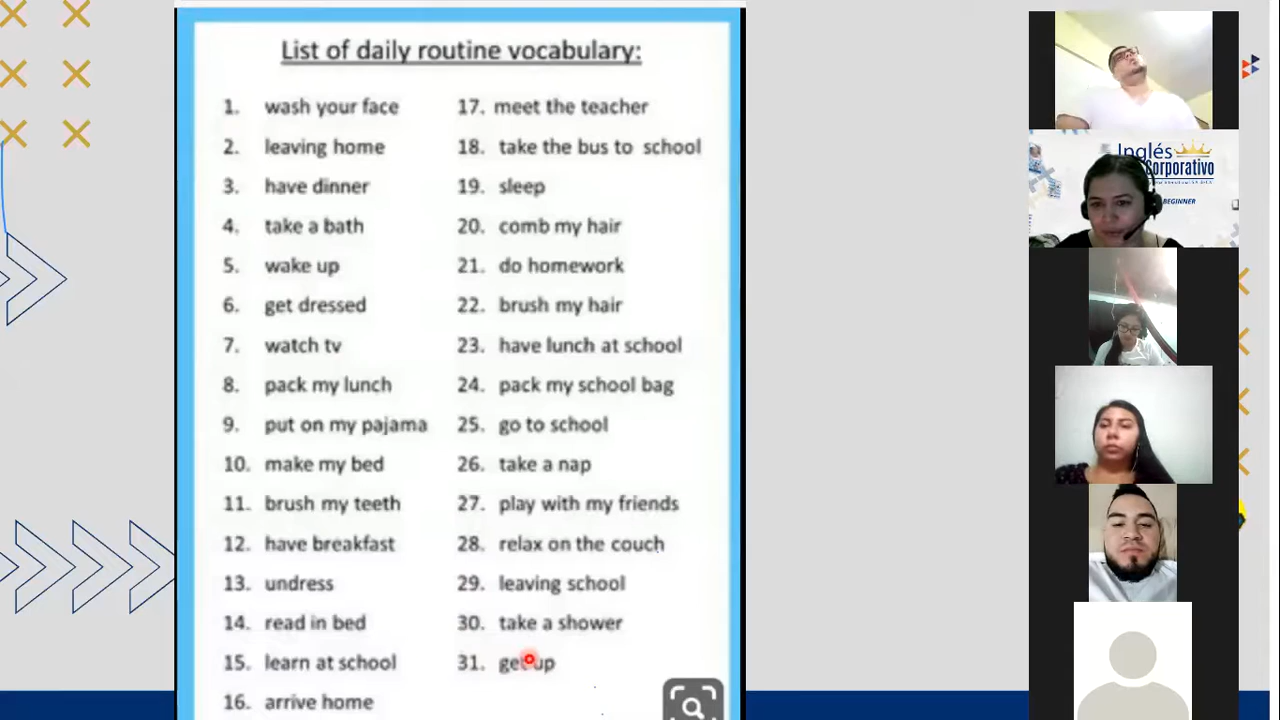 List of daily routine vocabulary:
1. wash your face
2. leaving home
3. have dinner
4. take a bath
5. wake up
6. get dressed
7. watch tv
8. pack my lunch
9. put on my pajama
10. make my bed
11. brush my teeth
12. have breakfast
13. undress
14. read in bed
15. learn at school
16. arrive home
17. meet the teacher
18. take the bus to school
19. sleep
20. comb my hair
21. do homework
22. brush my hair
23. have lunch at school
24. pack my school bag
25. go to school
26. take a nap
27. play with my friends
28. relax on the couch
29. leaving school
30. take a shower
31. get up
Inglés
Corporativo
BEGINNER